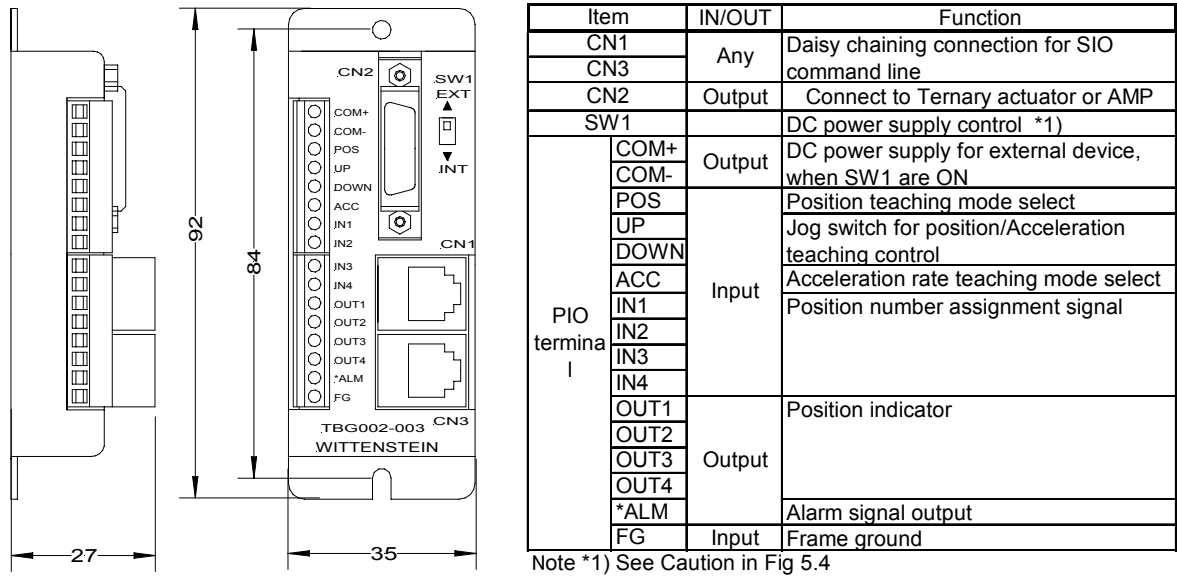 92
84
27
35
CN2
SW1
EXT
INT
COM+
COM-
POS
UP
DOWN
ACC
IN1
IN2
IN3
IN4
OUT1
OUT2
OUT3
OUT4
*ALM
FG
CN1
CN3
TBG002-003
WITTENSTEIN
Item IN/OUT Function
CN1 Any Daisy chaining connection for SIO
CN3 command line
CN2 Output Connect to Ternary actuator or AMP
SW1 DC power supply control *1)
PIO
termina
l
COM+ Output DC power supply for external device,
COM- when SW1 are ON
POS Input Position teaching mode select
UP Jog switch for position/Acceleration
DOWN teaching control
ACC Acceleration rate teaching mode select
IN1 Position number assignment signal
IN2
IN3
IN4
OUT1 Output Position indicator
OUT2
OUT3
OUT4
*ALM Alarm signal output
FG Input Frame ground
Note *1) See Caution in Fig 5.4